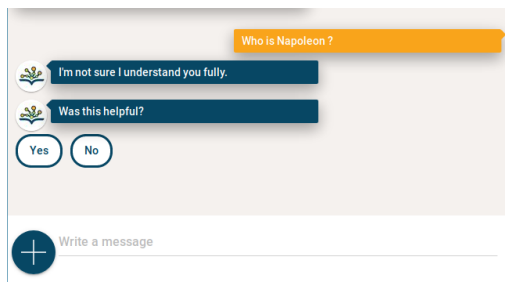 Who is Napoleon ?
I'm not sure I understand you fully.
Was this helpful?
Yes
No
Write a message